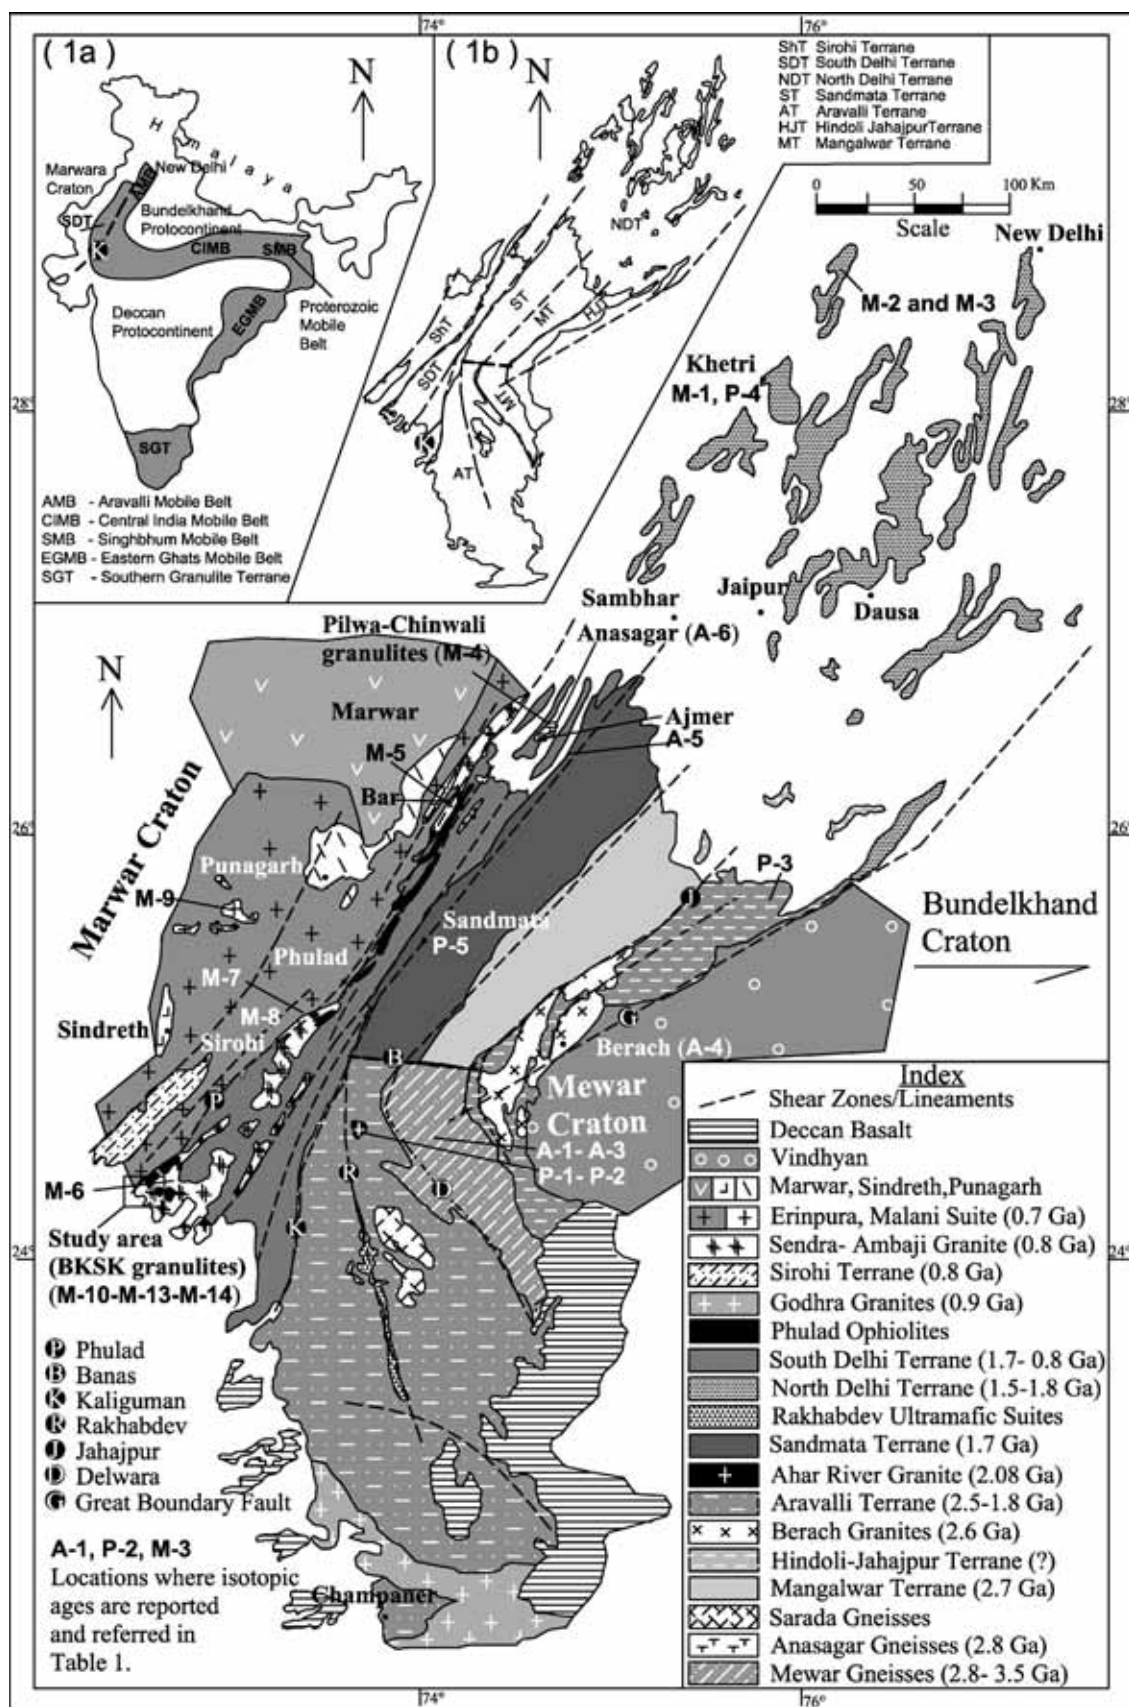 74°
76°
( 1a )
N
Himalaya
Marwara
Craton
New Delhi
AMB
SDT
Bundelkhand
Protocontinent
K
CIMB
SMB
Deccan
Protocontinent
EGMB
Proterozoic
Mobile
Belt
SGT
AMB - Aravalli Mobile Belt
CIMB - Central India Mobile Belt
SMB - Singhbhum Mobile Belt
EGMB - Eastern Ghats Mobile Belt
SGT - Southern Granulite Terrane
( 1b )
N
NDT
ST
MT
HJT
ShT
SDT
MT
K
AT
ShT Sirohi Terrane
SDT South Delhi Terrane
NDT North Delhi Terrane
ST Sandmata Terrane
AT Aravalli Terrane
HJT Hindoli JahajpurTerrane
MT Mangalwar Terrane
0 50 100 Km
Scale
New Delhi
M-2 and M-3
Khetri
M-1, P-4
28°
28°
Sambhar
Jaipur
Dausa
Anasagar (A-6)
Pilwa-Chinwali
granulites (M-4)
N
Marwar
Ajmer
A-5
M-5
Bar
Marwar Craton
26°
26°
Punagarh
P-3
M-9
J
Sandmata
P-5
Bundelkhand
Craton
Phulad
M-7
M-8
G
Sindreth
Sirohi
Berach (A-4)
B
P
Mewar
Craton
A-1- A-3
P-1- P-2
R
D
M-6
K
Study area
(BKSK granulites)
(M-10-M-13-M-14)
24°
24°
P Phulad
B Banas
K Kaliguman
R Rakhabdev
J Jahajpur
D Delwara
G Great Boundary Fault
A-1, P-2, M-3
Locations where isotopic
ages are reported
and referred in
Table 1.
Champaner
Index
Shear Zones/Lineaments
Deccan Basalt
Vindhyan
Marwar, Sindreth,Punagarh
Erinpura, Malani Suite (0.7 Ga)
Sendra- Ambaji Granite (0.8 Ga)
Sirohi Terrane (0.8 Ga)
Godhra Granites (0.9 Ga)
Phulad Ophiolites
South Delhi Terrane (1.7- 0.8 Ga)
North Delhi Terrane (1.5-1.8 Ga)
Rakhabdev Ultramafic Suites
Sandmata Terrane (1.7 Ga)
Ahar River Granite (2.08 Ga)
Aravalli Terrane (2.5-1.8 Ga)
Berach Granites (2.6 Ga)
Hindoli-Jahajpur Terrane (?)
Mangalwar Terrane (2.7 Ga)
Sarada Gneisses
Anasagar Gneisses (2.8 Ga)
Mewar Gneisses (2.8- 3.5 Ga)
74°
76°